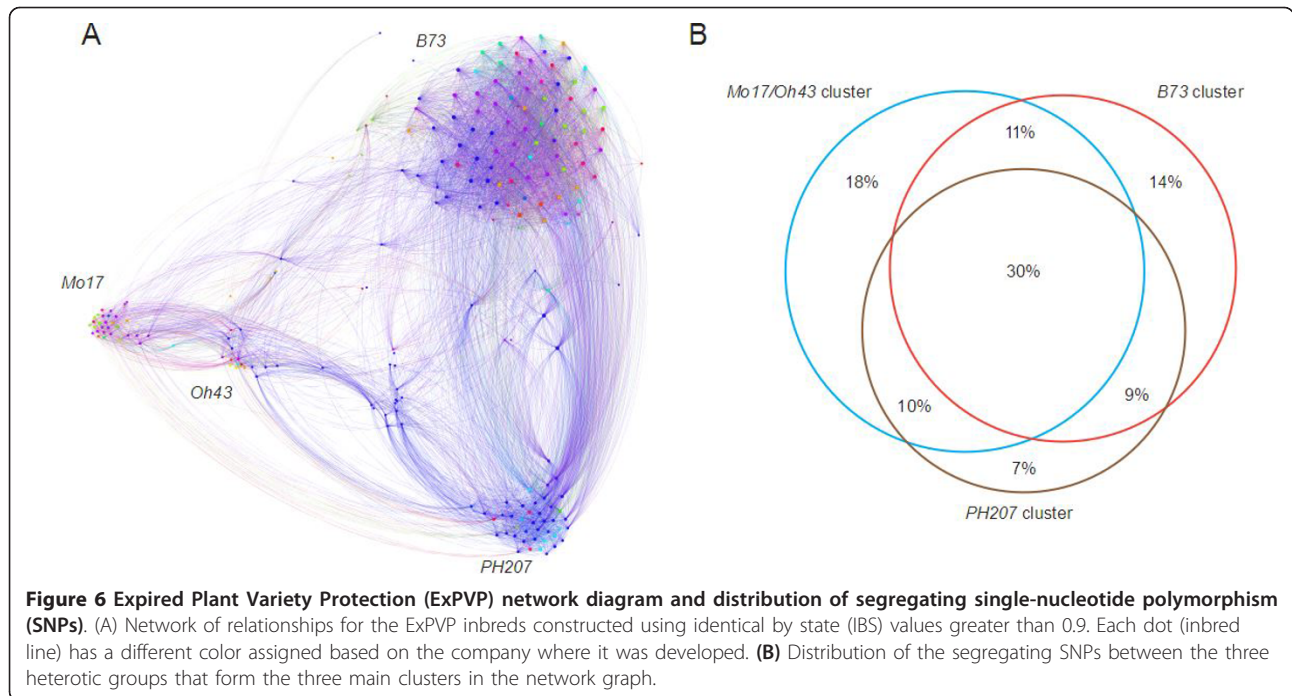 A
B
B73
Mo17/Oh43 cluster
B73 cluster
11%
18%
14%
30%
Mo17
Oh43
10%
9%
7%
PH207
PH207 cluster
Figure 6 Expired Plant Variety Protection (ExPVP) network diagram and distribution of segregating single-nucleotide polymorphism
(SNPs). (A) Network of relationships for the ExPVP inbreds constructed using identical by state (IBS) values greater than 0.9. Each dot (inbred
line) has a different color assigned based on the company where it was developed. (B) Distribution of the segregating SNPs between the three
heterotic groups that form the three main clusters in the network graph.